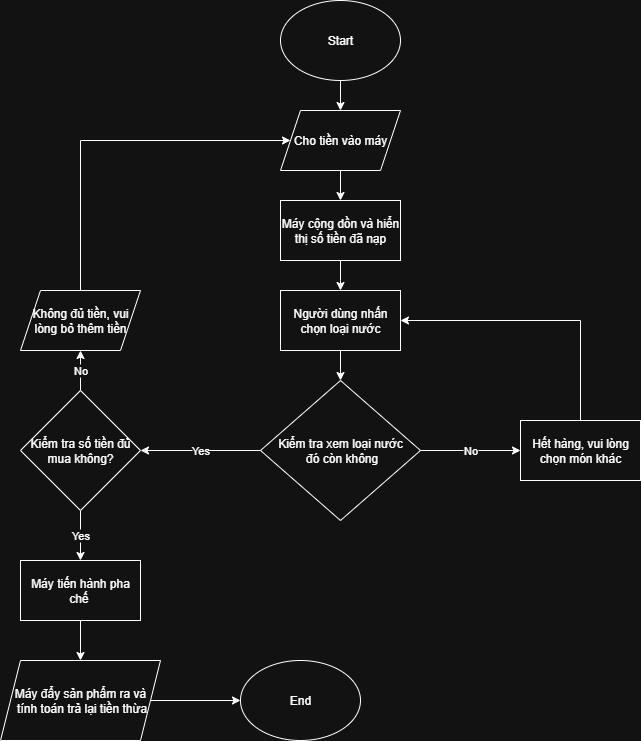 Start
Cho tiền vào máy
Máy cộng dồn và hiển
thị số tiền đã nạp
Không đủ tiền, vui
lòng bỏ thêm tiền
Người dùng nhấn
chọn loại nước
No
Kiểm tra số tiền đủ
mua không?
Yes
Kiểm tra xem loại nước
đó còn không
No
Hết hàng, vui lòng
chọn món khác
Yes
Máy tiến hành pha
chế
Máy đẩy sản phẩm ra và
tính toán trả lại tiền thừa
End